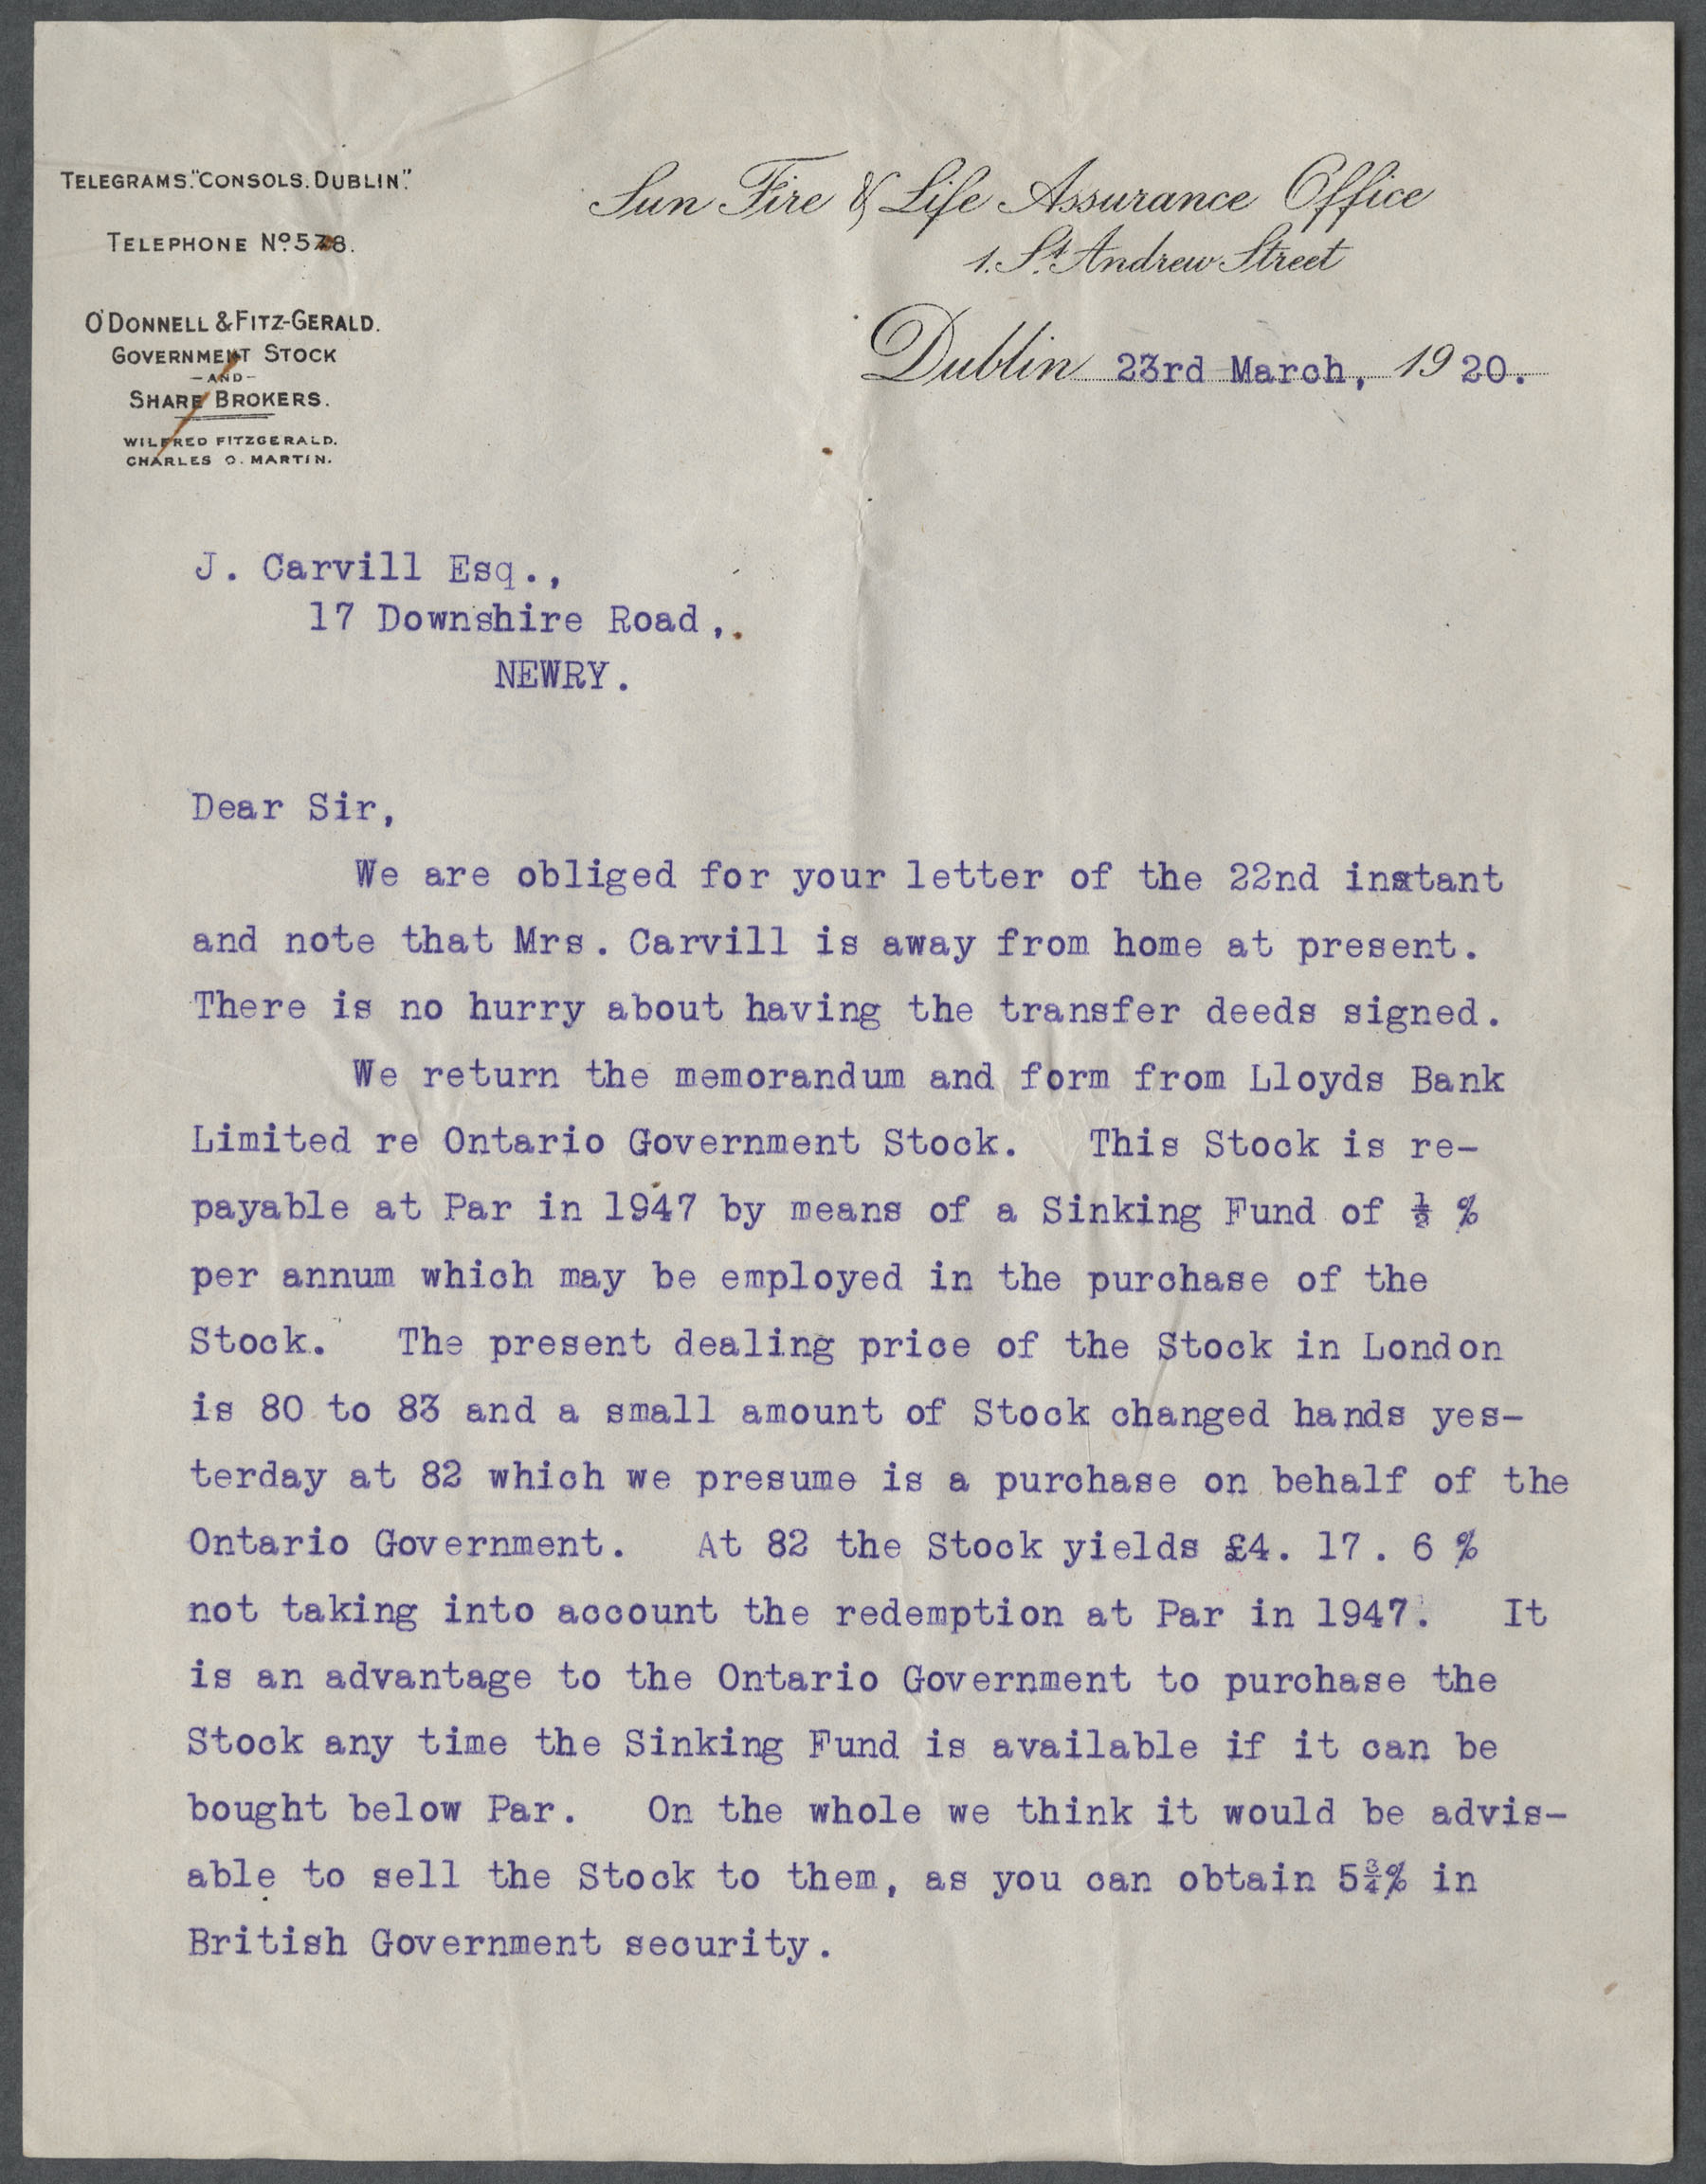 TELEGRAMS. "CONSOLS. DUBLIN".
TELEPHONE No. 578.
O'DONNELL & FITZ-GERALD.
GOVERNMENT STOCK
-AND-
SHARE BROKERS.
WILFRED FITZGERALD.
CHARLES O. MARTIN.
Sun Fire & Life Assurance Office
1. St. Andrew Street
Dublin 23rd March, 1920.
J. Carvill Esq.,
17 Downshire Road,.
NEWRY.
Dear Sir,
We are obliged for your letter of the 22nd instant
and note that Mrs. Carvill is away from home at present.
There is no hurry about having the transfer deeds signed.
We return the memorandum and form from Lloyds Bank
Limited re Ontario Government Stock. This Stock is re-
payable at Par in 1947 by means of a Sinking Fund of ½ %
per annum which may be employed in the purchase of the
Stock. The present dealing price of the Stock in London
is 80 to 83 and a small amount of Stock changed hands yes-
terday at 82 which we presume is a purchase on behalf of the
Ontario Government. At 82 the Stock yields £4. 17. 6 %
not taking into account the redemption at Par in 1947. It
is an advantage to the Ontario Government to purchase the
Stock any time the Sinking Fund is available if it can be
bought below Par. On the whole we think it would be advis-
able to sell the Stock to them, as you can obtain 5¾% in
British Government security.